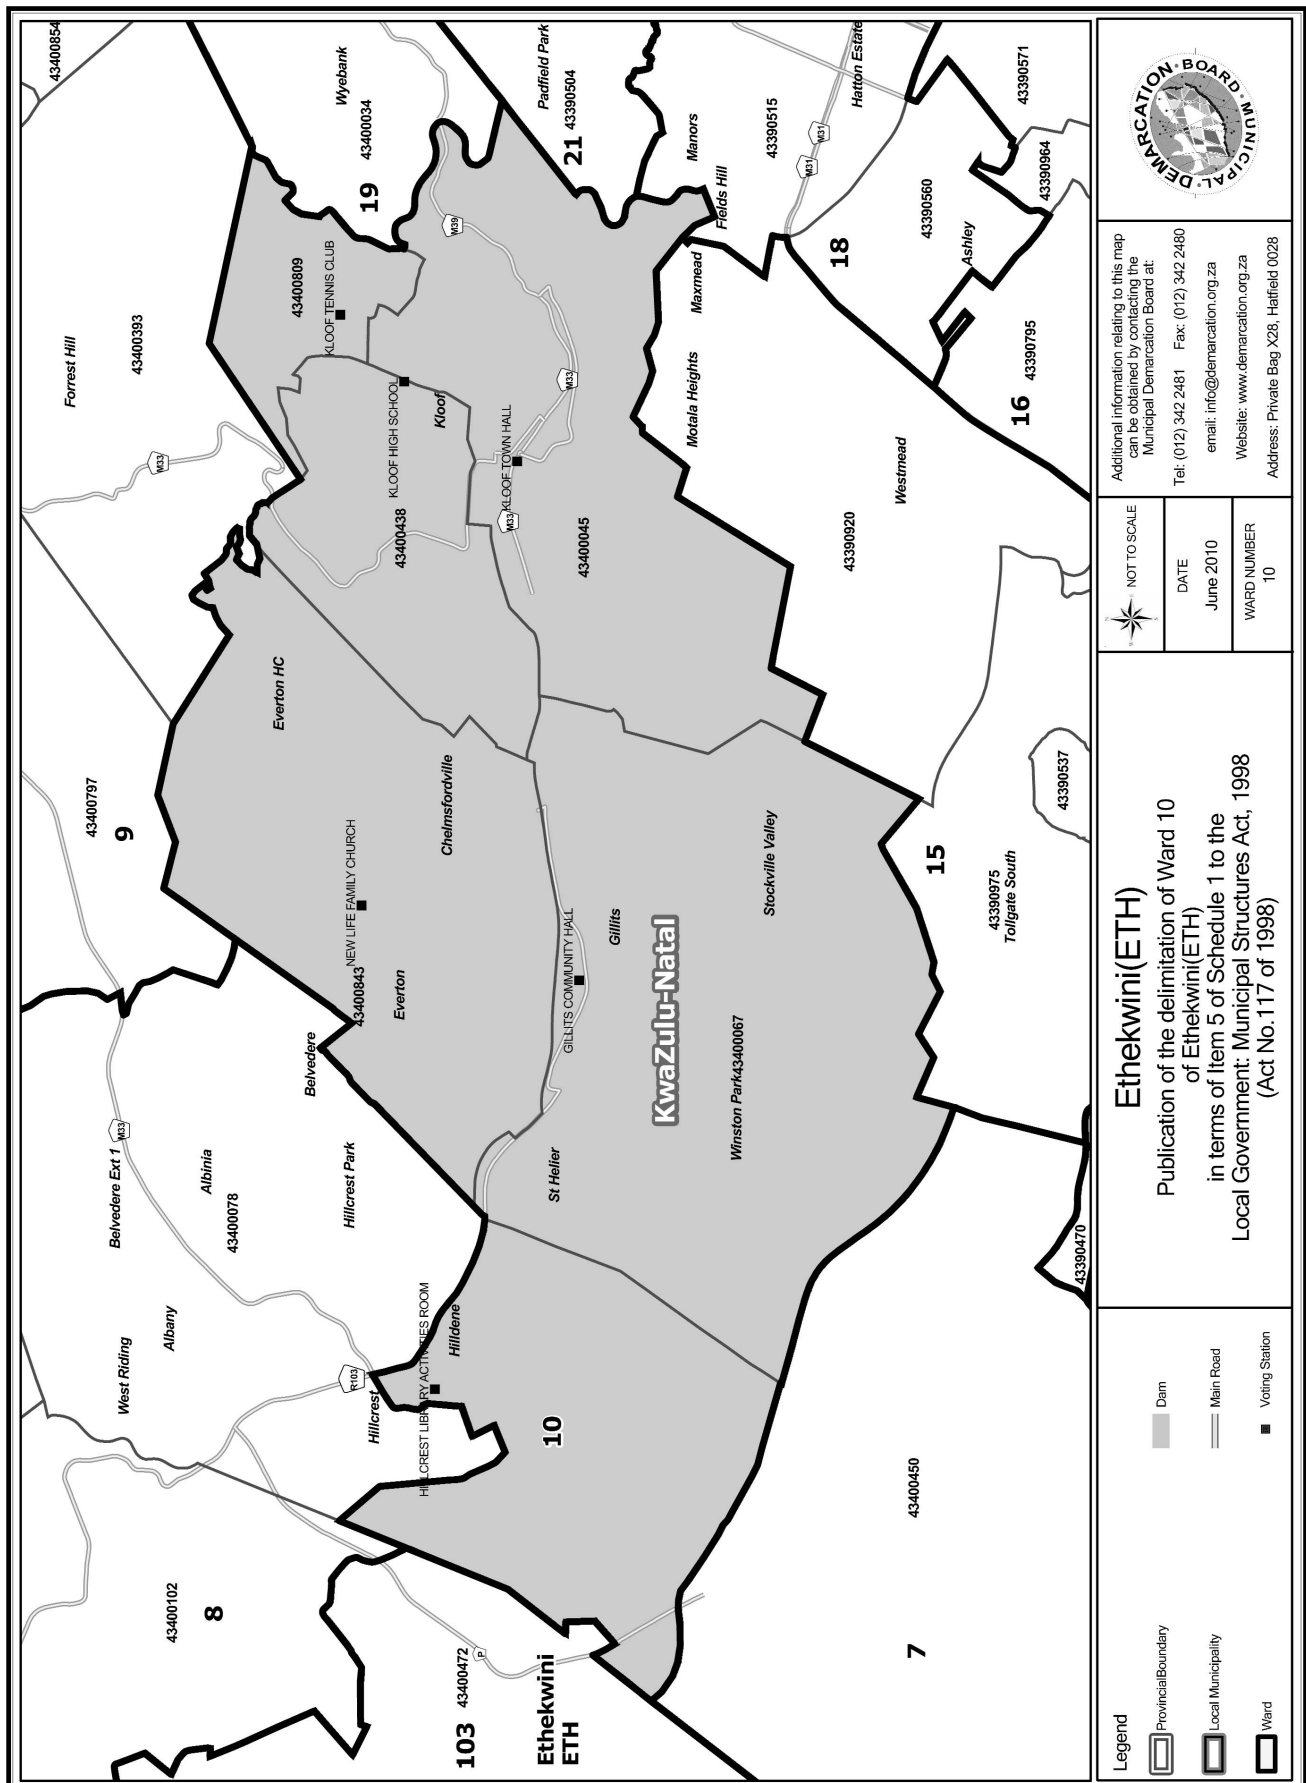 43400854
Wyebank
43400034
19
Padfield Park
43390504
21
Manors
43390515
Hatton Estate
M31
M31
Fields Hill
18
43390560
Ashley
43390571
43390964
16
43390795
Forrest Hill
43400393
M33
43400809
KLOOF TENNIS CLUB
M39
KLOOF HIGH SCHOOL
Kloof
43400438
KLOOF TOWN HALL
M33
M33
43400045
Maxmead
Motala Heights
Westmead
43390920
43400797
9
Everton HC
Chelmsfordville
NEW LIFE FAMILY CHURCH
43400843
Everton
GILLITS COMMUNITY HALL
Gillits
Stockville Valley
KwaZulu-Natal
Winston Park
43400067
15
43390975
Tollgate South
43390537
Belvedere
Belvedere Ext 1
M33
Albinia
43400078
Hillcrest Park
St Helier
West Riding
Albany
R103
Hillcrest
HILLCREST LIBRARY ACTIVITIES ROOM
Hilldene
10
43400450
43390470
43400102
8
103
43400472
P
Ethekwini
ETH
7
Legend
ProvincialBoundary
Local Municipality
Ward
Dam
Main Road
Voting Station
Ethekwini(ETH)
Publication of the delimitation of Ward 10
of Ethekwini(ETH)
in terms of Item 5 of Schedule 1 to the
Local Government: Municipal Structures Act, 1998
(Act No.117 of 1998)
NOT TO SCALE
DATE
June 2010
WARD NUMBER
10
Additional information relating to this map
can be obtained by contacting the
Municipal Demarcation Board at:
Tel: (012) 342 2481 Fax: (012) 342 2480
email: info@demarcation.org.za
Website: www.demarcation.org.za
Address: Private Bag X28, Hatfield 0028
MUNICIPAL DEMARCATION BOARD